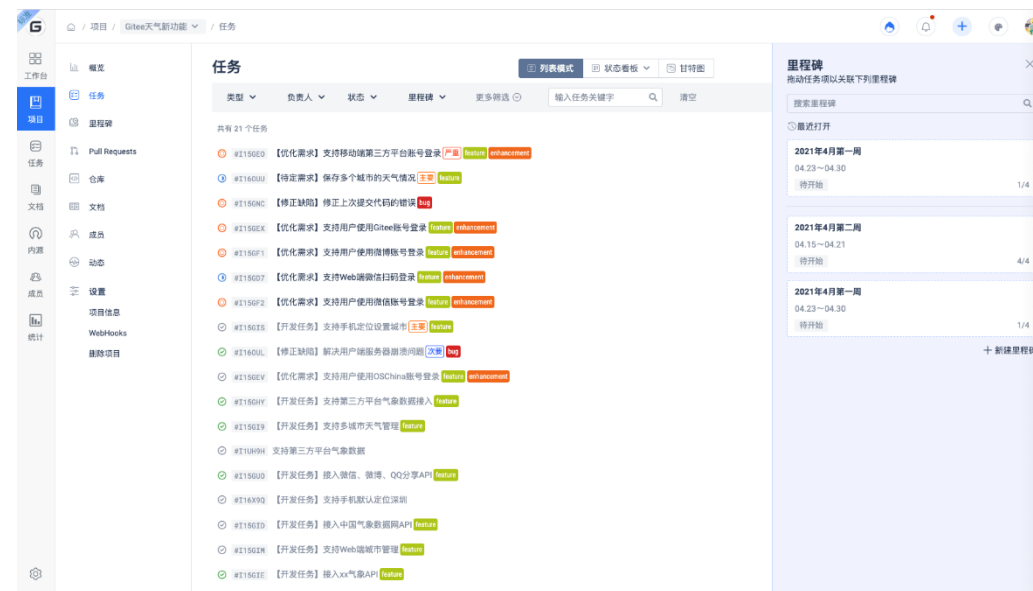 G
项目 / Gitee天气新功能 / 任务
工作台
项目
任务
文档
内源
成员
统计
概览
任务
里程碑
Pull Requests
仓库
文档
成员
动态
设置
项目信息
WebHooks
删除项目
任务
列表模式 状态看板 甘特图
类型 负责人 状态 里程碑 更多筛选 输入任务关键字 清空
共有 21 个任务
#I15GEO 【优化需求】支持移动端第三方平台账号登录 严重 feature enhancement
#I160UU 【待定需求】保存多个城市的天气情况 主要 feature
#I15GNC 【修正缺陷】修正上次提交代码的错误 bug
#I15GEX 【优化需求】支持用户使用Gitee账号登录 feature enhancement
#I15GF1 【优化需求】支持用户使用微博账号登录 feature enhancement
#I15GD7 【优化需求】支持Web端微信扫码登录 feature enhancement
#I15GF2 【优化需求】支持用户使用微信账号登录 feature enhancement
#I15GIS 【开发任务】支持手机定位设置城市 主要 feature
#I160UL 【修正缺陷】解决用户端服务器崩溃问题 次要 bug
#I15GEV 【优化需求】支持用户使用OSChina账号登录 feature enhancement
#I15GHY 【开发任务】支持第三方平台气象数据接入 feature
#I15GI9 【开发任务】支持多城市天气管理 feature
#I1UH9H 支持第三方平台气象数据
#I15GUO 【开发任务】接入微信、微博、QQ分享API feature
#I16X9Q 【开发任务】支持手机默认定位深圳
#I15GID 【开发任务】接入中国气象数据网API feature
#I15GIM 【开发任务】支持Web端城市管理 feature
#I15GIE 【开发任务】接入xx气象API feature
里程碑
拖动任务项以关联下列里程碑
搜索里程碑
最近打开
2021年4月第一周
04.23～04.30
待开始 1/4
2021年4月第二周
04.15～04.21
待开始 4/4
2021年4月第一周
04.23～04.30
待开始 1/4
新建里程碑